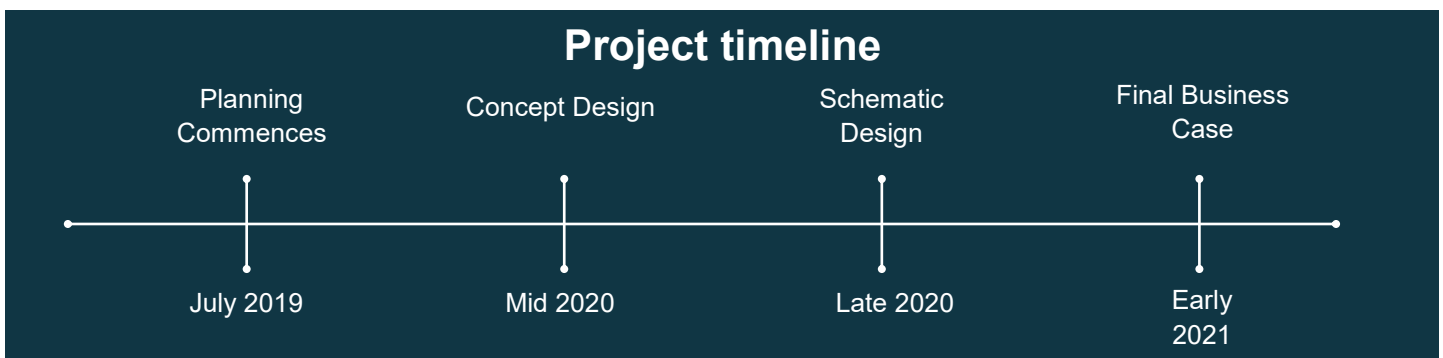 Project timeline
Planning
Commences
Concept Design
Schematic
Design
Final Business
Case
July 2019
Mid 2020
Late 2020
Early
2021